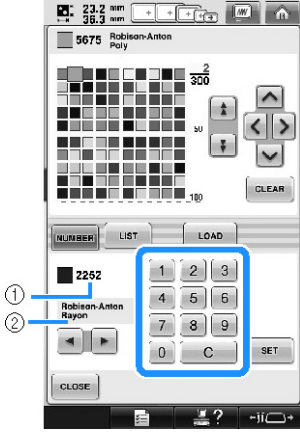 23.2 mm
36.3 mm
5675 Robison-Anton
Poly
2
300
50
100
CLEAR
NUMBER LIST LOAD
① 2252
② Robison-Anton
Rayon
1 2 3
4 5 6
7 8 9
0 C
SET
CLOSE
?